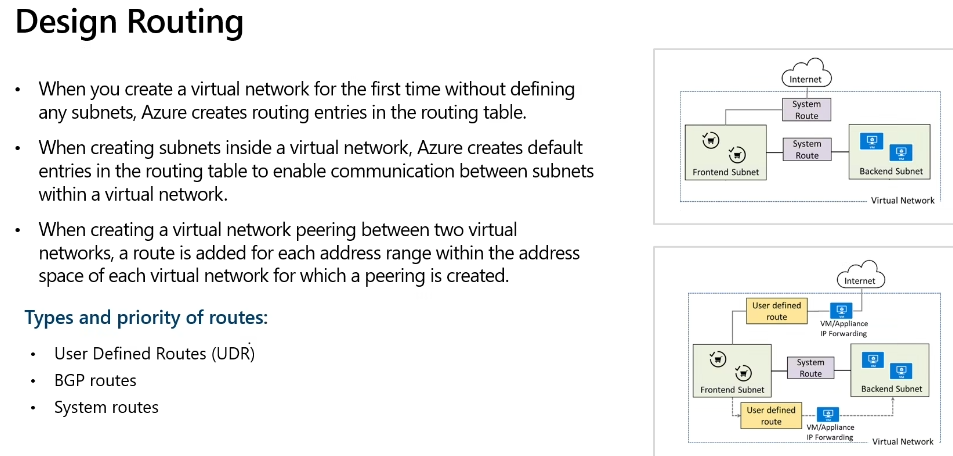 Design Routing
• When you create a virtual network for the first time without defining
any subnets, Azure creates routing entries in the routing table.
• When creating subnets inside a virtual network, Azure creates default
entries in the routing table to enable communication between subnets
within a virtual network.
• When creating a virtual network peering between two virtual
networks, a route is added for each address range within the address
space of each virtual network for which a peering is created.
Types and priority of routes:
• User Defined Routes (UDR)
• BGP routes
• System routes
Internet
System
Route
System
Route
Frontend Subnet
Backend Subnet
Virtual Network
Internet
User defined
route
VM/Appliance
IP Forwarding
System
Route
Frontend Subnet
Backend Subnet
User defined
route
VM/Appliance
IP Forwarding
Virtual Network